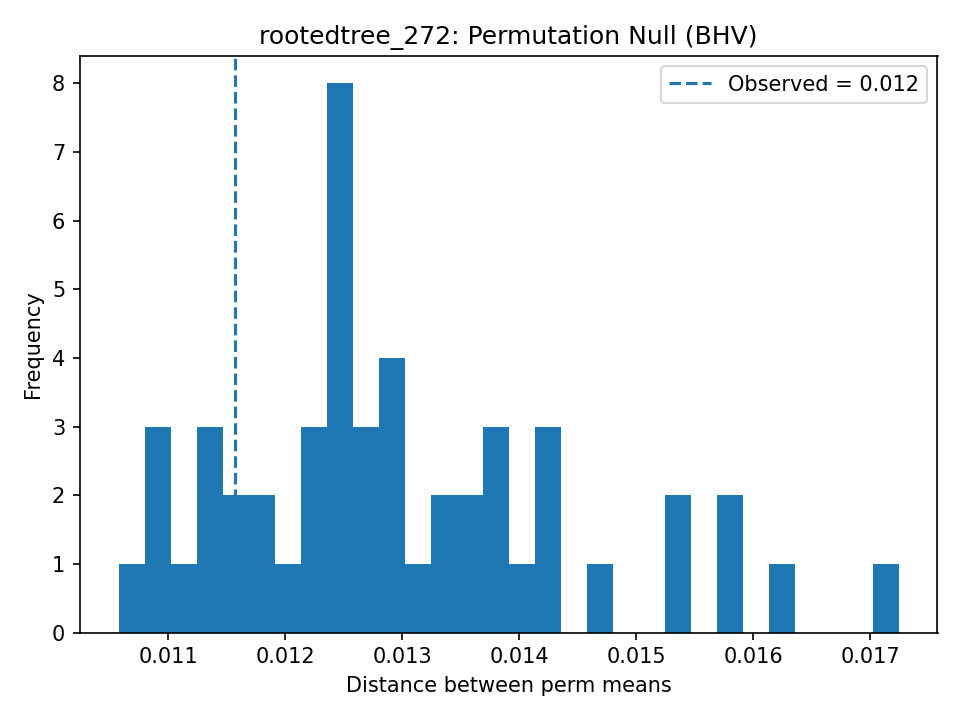 rootedtree_272: Permutation Null (BHV)
Observed = 0.012
8
7
6
5
4
3
2
1
0
Frequency
0.011 0.012 0.013 0.014 0.015 0.016 0.017
Distance between perm means